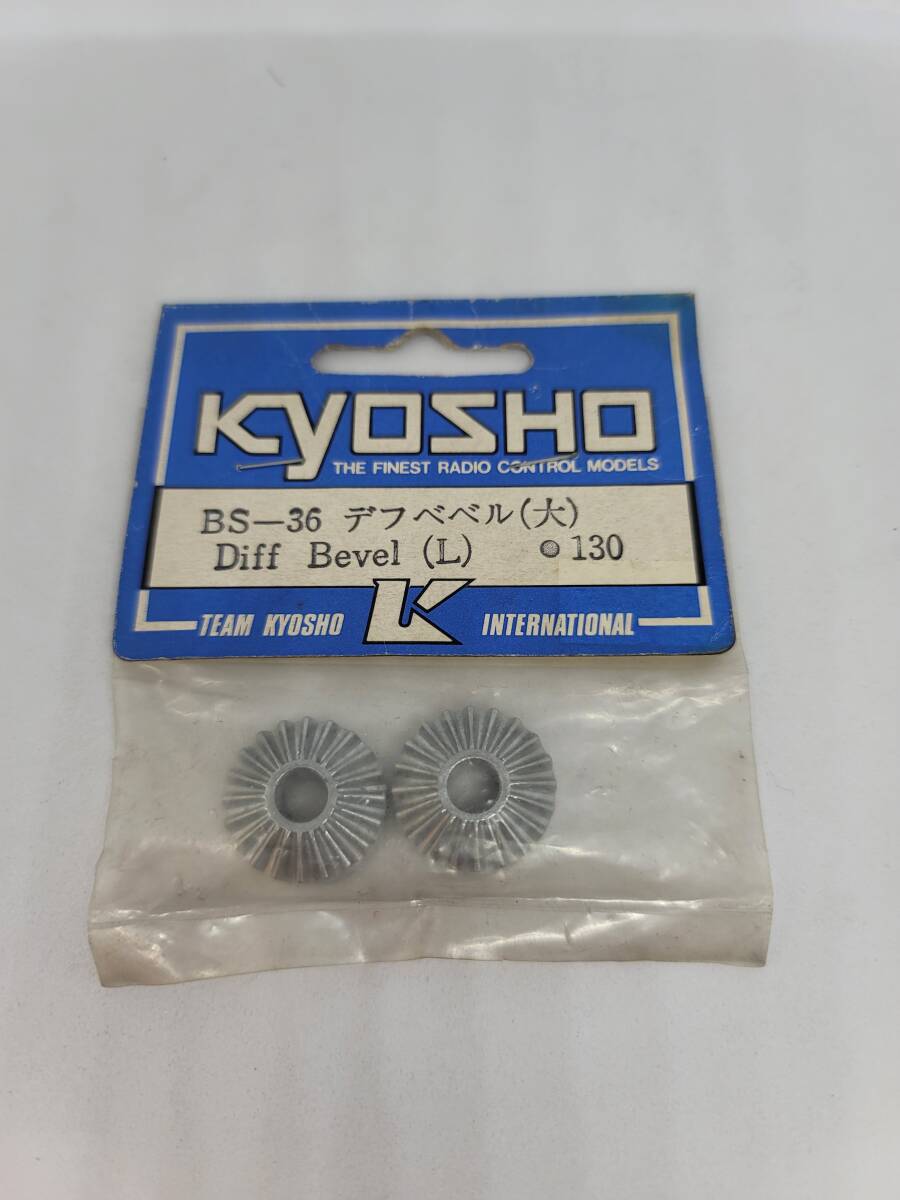 KYOSHO
THE FINEST RADIO CONTROL MODELS
BS-36 デフベベル(大)
Diff Bevel (L) ●130
TEAM KYOSHO K INTERNATIONAL